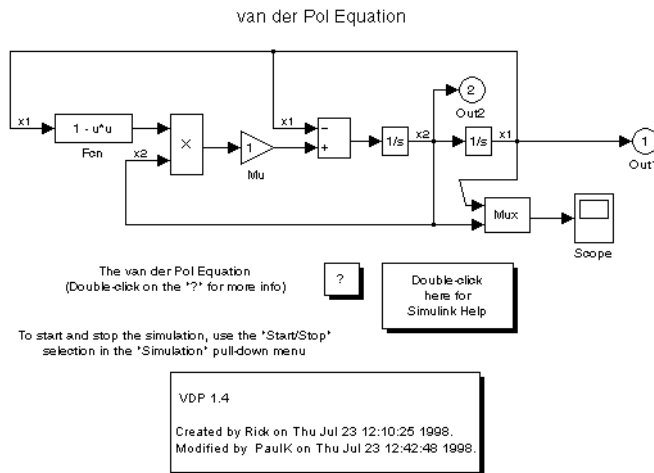 van der Pol Equation
x1
1 - u*u
Fcn
x2
×
1
Mu
x1
−
+
1/s
x2
2
Out2
1/s
x1
1
Out1
Mux
Scope
The van der Pol Equation
(Double-click on the "?" for more info)
?
Double-click
here for
Simulink Help
To start and stop the simulation, use the "Start/Stop"
selection in the "Simulation" pull-down menu
VDP 1.4
Created by Rick on Thu Jul 23 12:10:25 1998.
Modified by PaulK on Thu Jul 23 12:42:48 1998.